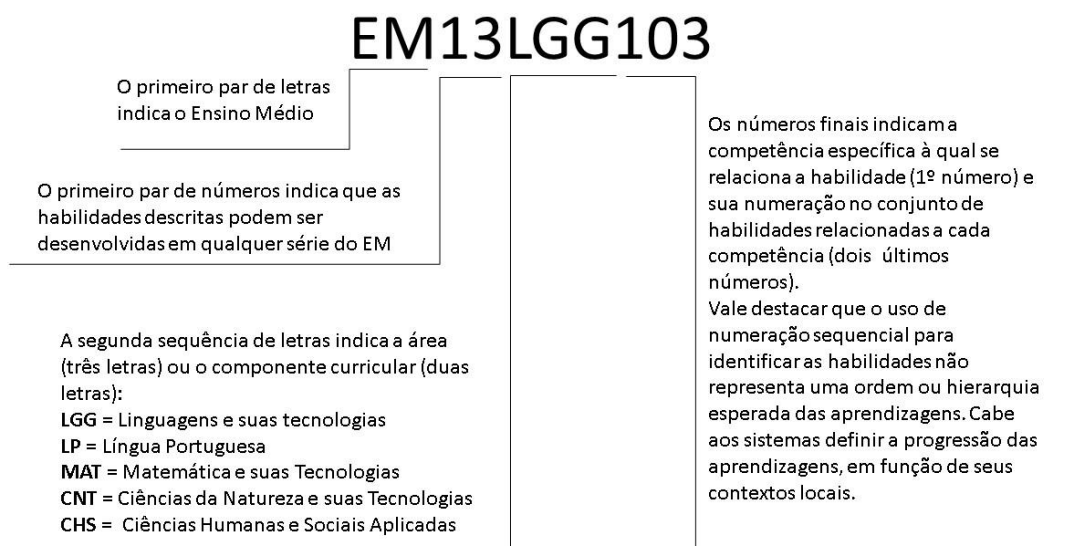 EM13LGG103
O primeiro par de letras
indica o Ensino Médio
O primeiro par de números indica que as
habilidades descritas podem ser
desenvolvidas em qualquer série do EM
A segunda sequência de letras indica a área
(três letras) ou o componente curricular (duas
letras):
LGG = Linguagens e suas tecnologias
LP = Língua Portuguesa
MAT = Matemática e suas Tecnologias
CNT = Ciências da Natureza e suas Tecnologias
CHS = Ciências Humanas e Sociais Aplicadas
Os números finais indicam a
competência específica à qual se
relaciona a habilidade (1º número) e
sua numeração no conjunto de
habilidades relacionadas a cada
competência (dois últimos
números).
Vale destacar que o uso de
numeração sequencial para
identificar as habilidades não
representa uma ordem ou hierarquia
esperada das aprendizagens. Cabe
aos sistemas definir a progressão das
aprendizagens, em função de seus
contextos locais.